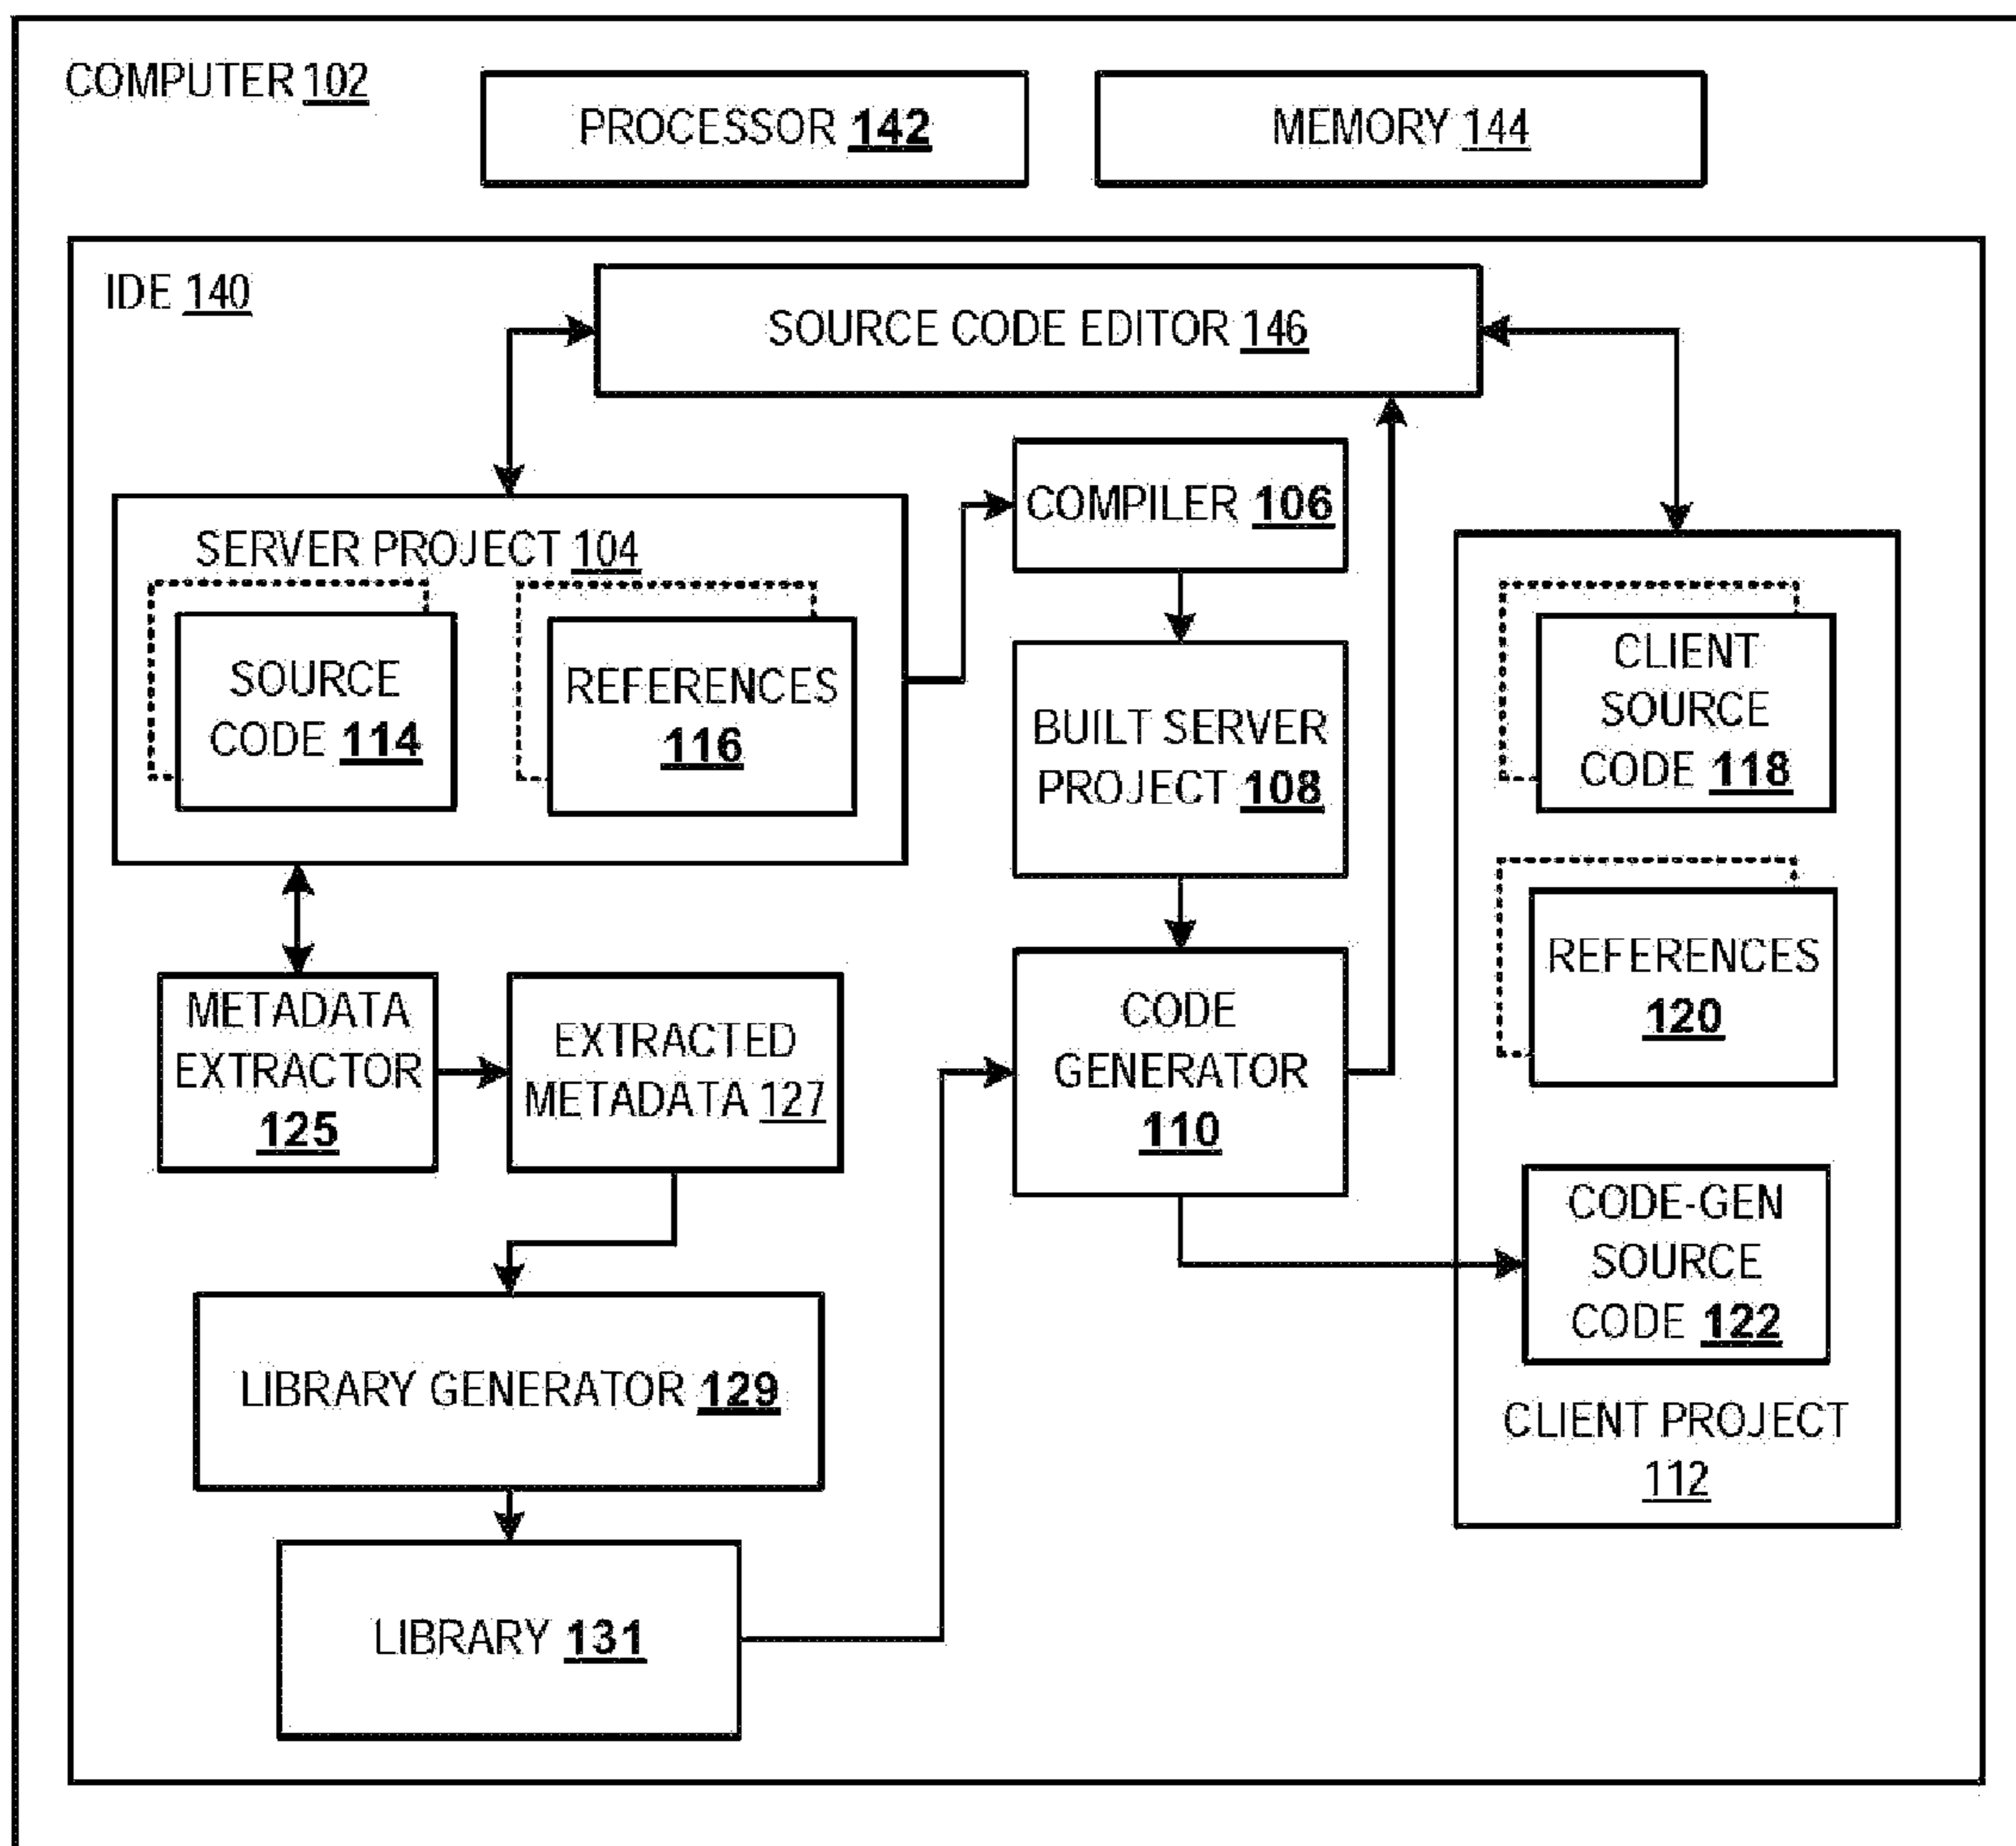 COMPUTER 102
PROCESSOR 142
MEMORY 144
IDE 140
SOURCE CODE EDITOR 146
SERVER PROJECT 104
SOURCE
CODE 114
REFERENCES
116
COMPILER 106
BUILT SERVER
PROJECT 108
CLIENT
SOURCE
CODE 118
REFERENCES
120
METADATA
EXTRACTOR
125
EXTRACTED
METADATA 127
CODE
GENERATOR
110
CODE-GEN
SOURCE
CODE 122
CLIENT PROJECT
112
LIBRARY GENERATOR 129
LIBRARY 131